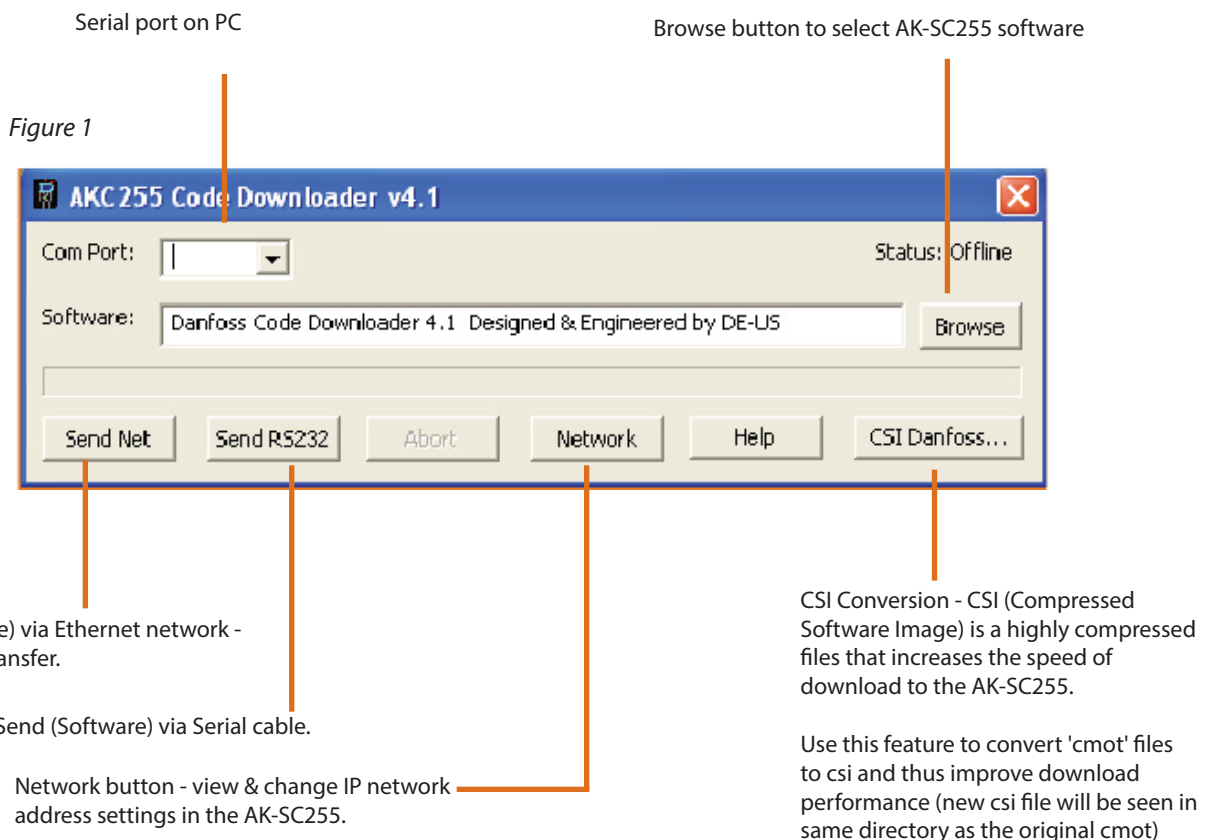 Serial port on PC
Browse button to select AK-SC255 software
Figure 1
AKC 255 Code Downloader v4.1
Com Port:
Status: Offline
Software:
Danfoss Code Downloader 4.1 Designed & Engineered by DE-US
Browse
Send Net
Send RS232
Abort
Network
Help
CSI Danfoss...
e) via Ethernet network -
ansfer.
Send (Software) via Serial cable.
Network button - view & change IP network
address settings in the AK-SC255.
CSI Conversion - CSI (Compressed
Software Image) is a highly compressed
files that increases the speed of
download to the AK-SC255.
Use this feature to convert 'cmot' files
to csi and thus improve download
performance (new csi file will be seen in
same directory as the original cmot)